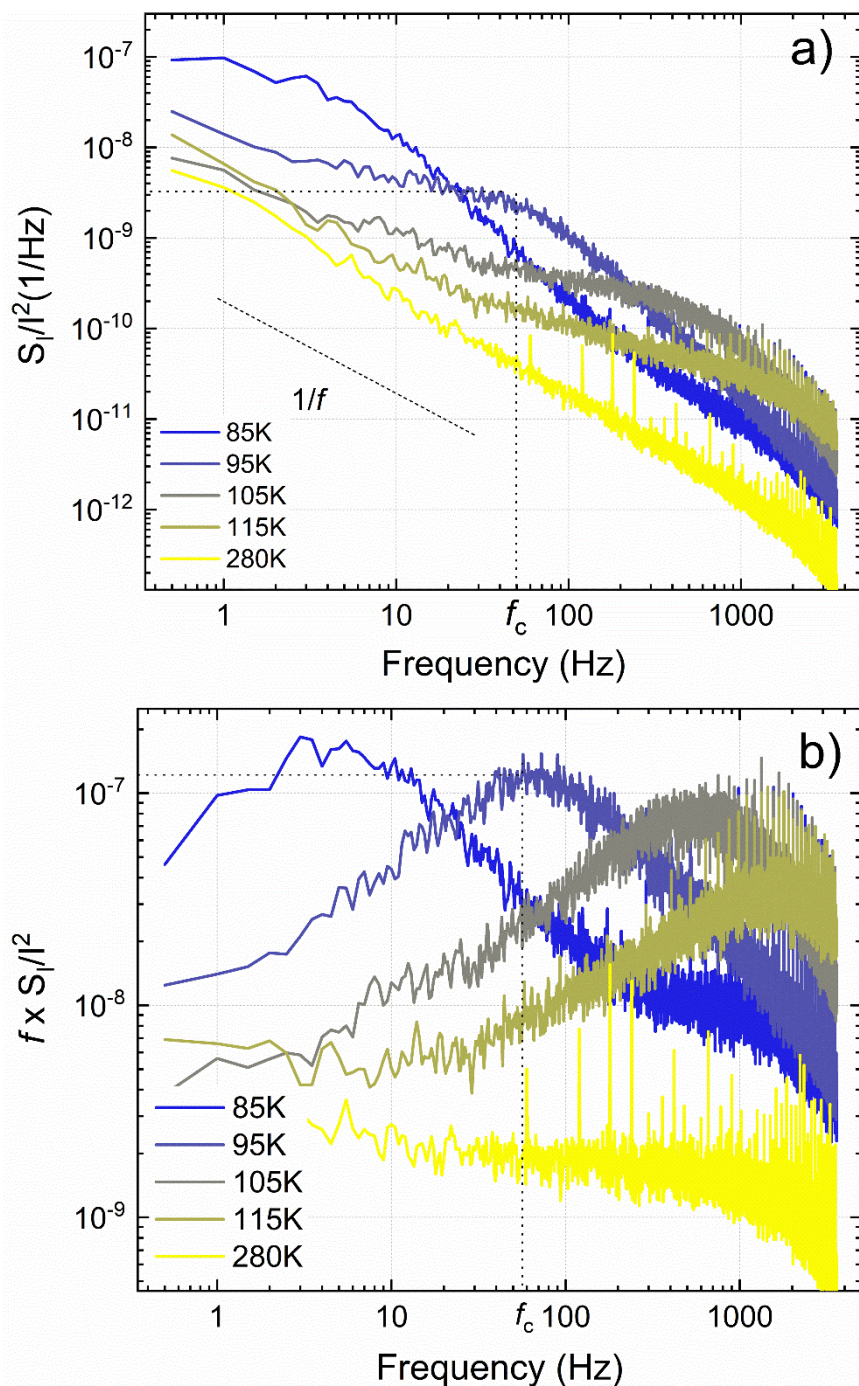 a)
10⁻⁷
10⁻⁸
10⁻⁹
10⁻¹⁰
10⁻¹¹
10⁻¹²
S_I/I²(1/Hz)
1/f
85K
95K
105K
115K
280K
1 10 f_c 100 1000
Frequency (Hz)
b)
10⁻⁷
10⁻⁸
10⁻⁹
f x S_I/I²
85K
95K
105K
115K
280K
1 10 f_c 100 1000
Frequency (Hz)